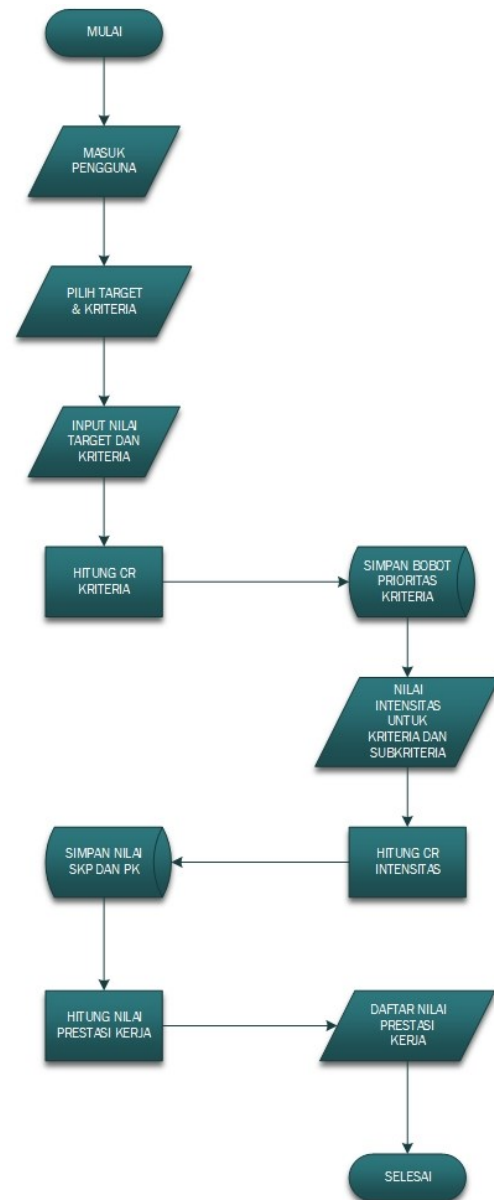 MULAI
MASUK
PENGGUNA
PILIH TARGET
& KRITERIA
INPUT NILAI
TARGET DAN
KRITERIA
HITUNG CR
KRITERIA
SIMPAN BOBOT
PRIORITAS
KRITERIA
NILAI
INTENSITAS
UNTUK
KRITERIA DAN
SUBKRITERIA
HITUNG CR
INTENSITAS
SIMPAN NILAI
SKP DAN PK
HITUNG NILAI
PRESTASI KERJA
DAFTAR NILAI
PRESTASI
KERJA
SELESAI